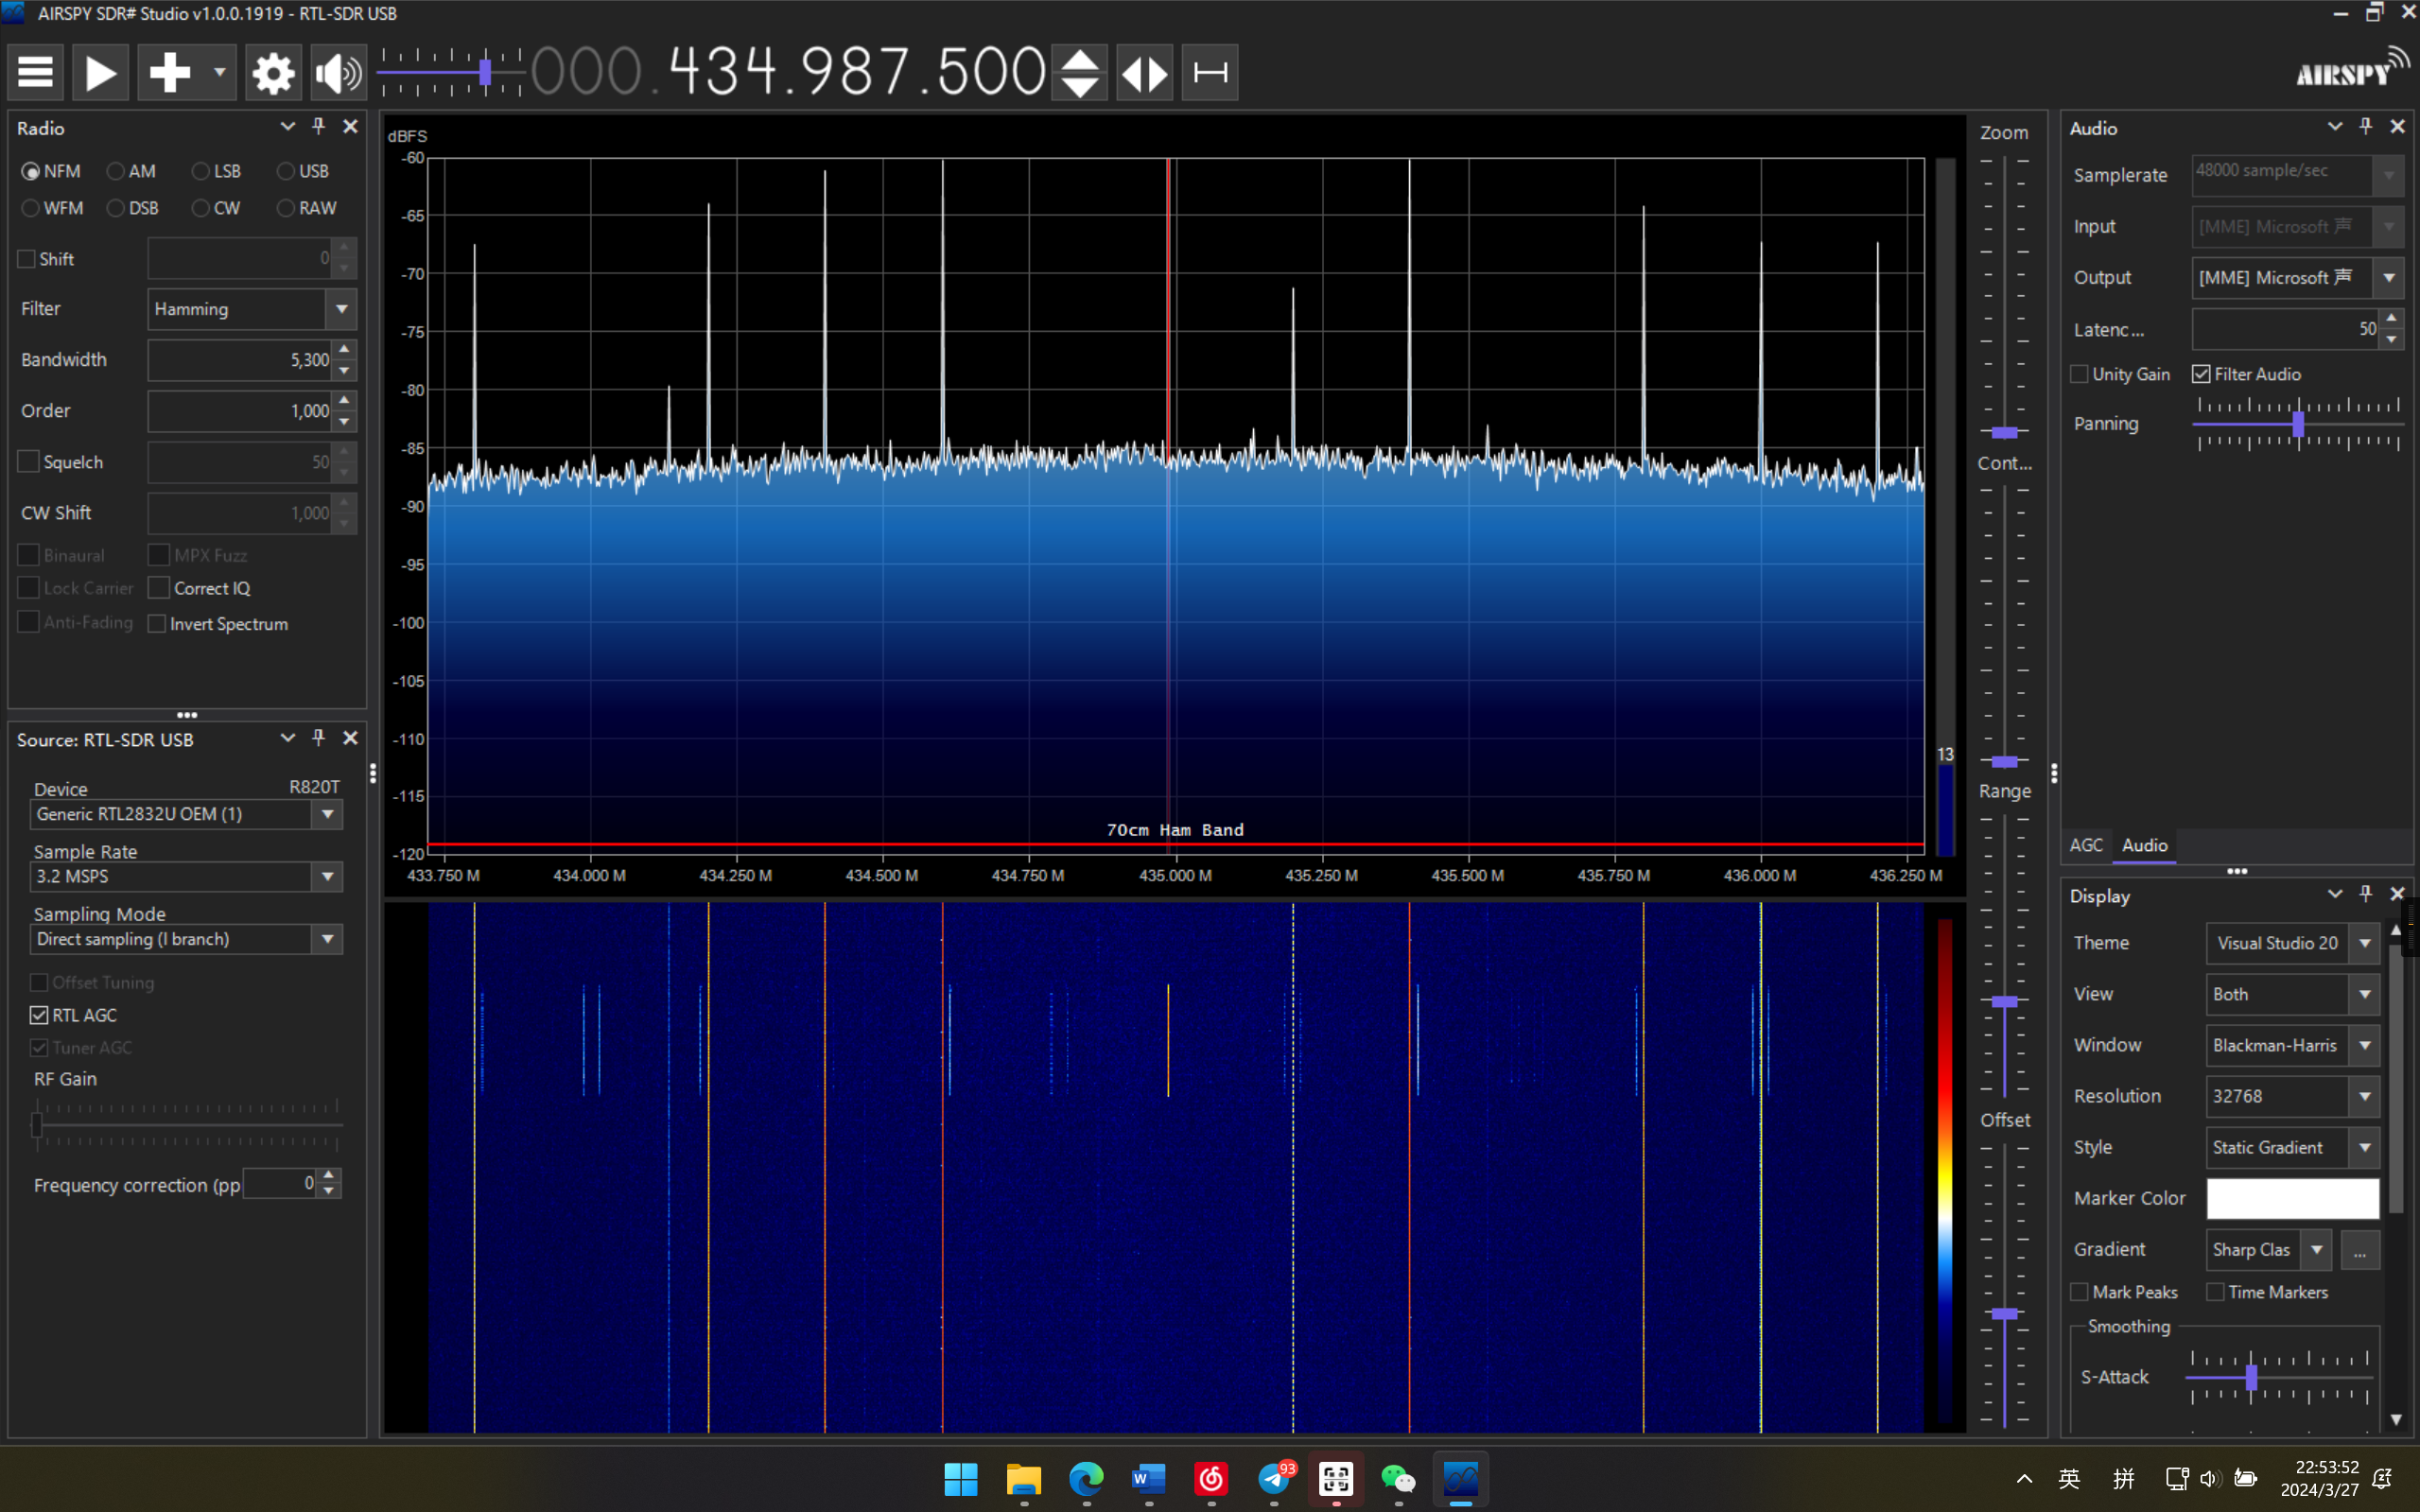 AIRSPY SDR# Studio v1.0.0.1919 - RTL-SDR USB
000.434.987.500
AIRSPY
Radio
NFM AM LSB USB
WFM DSB CW RAW
Shift 0
Filter Hamming
Bandwidth 5,300
Order 1,000
Squelch 50
CW Shift 1,000
Binaural MPX Fuzz
Lock Carrier Correct IQ
Anti-Fading Invert Spectrum
Source: RTL-SDR USB
Device R820T
Generic RTL2832U OEM (1)
Sample Rate
3.2 MSPS
Sampling Mode
Direct sampling (I branch)
Offset Tuning
RTL AGC
Tuner AGC
RF Gain
Frequency correction (pp 0
dBFS
-60
-65
-70
-75
-80
-85
-90
-95
-100
-105
-110
-115
-120
70cm Ham Band
433.750 M 434.000 M 434.250 M 434.500 M 434.750 M 435.000 M 435.250 M 435.500 M 435.750 M 436.000 M 436.250 M
13
Zoom
Cont...
Range
Offset
Audio
Samplerate 48000 sample/sec
Input [MME] Microsoft 声
Output [MME] Microsoft 声
Latenc... 50
Unity Gain Filter Audio
Panning
AGC Audio
Display
Theme Visual Studio 20
View Both
Window Blackman-Harris
Resolution 32768
Style Static Gradient
Marker Color
Gradient Sharp Clas ...
Mark Peaks Time Markers
Smoothing
S-Attack
W
93
英 拼
22:53:52
2024/3/27